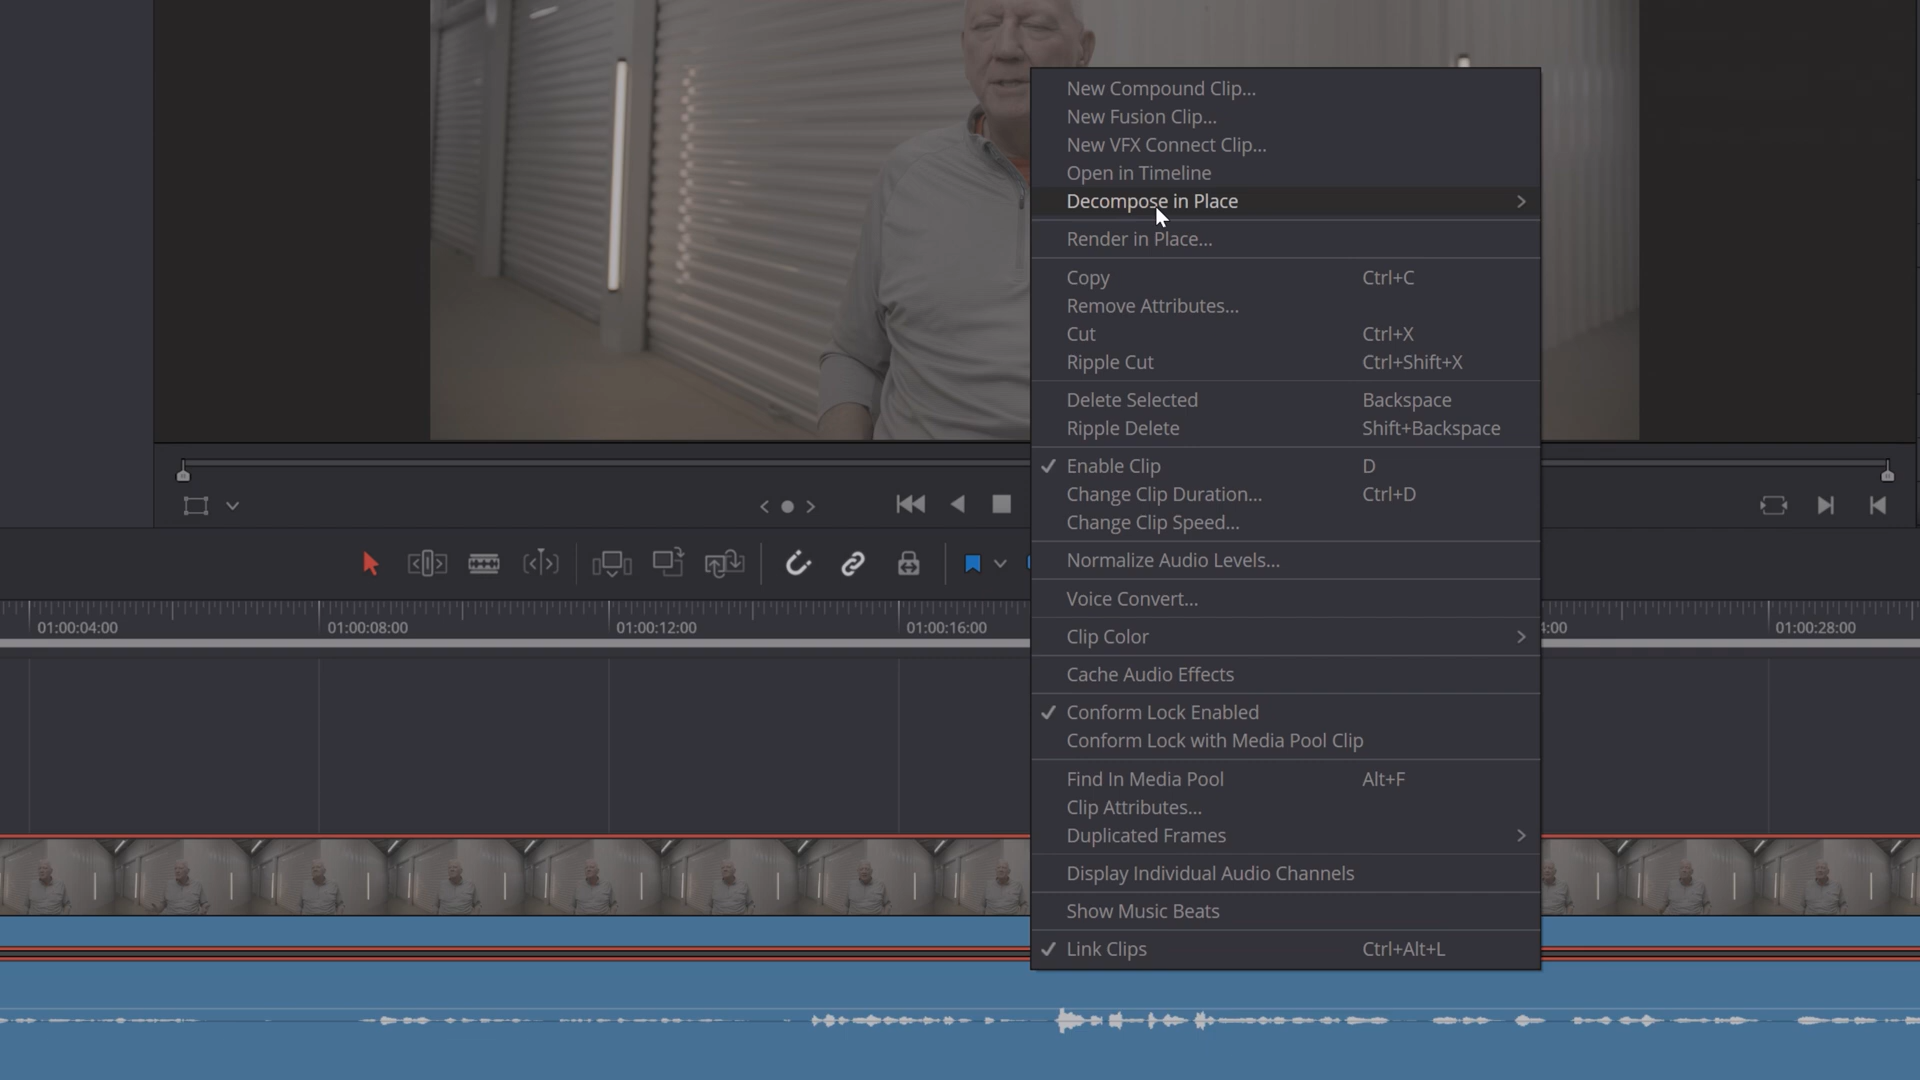 New Compound Clip...
New Fusion Clip...
New VFX Connect Clip...
Open in Timeline
Decompose in Place
Render in Place...
Copy Ctrl+C
Remove Attributes...
Cut Ctrl+X
Ripple Cut Ctrl+Shift+X
Delete Selected Backspace
Ripple Delete Shift+Backspace
Enable Clip D
Change Clip Duration... Ctrl+D
Change Clip Speed...
Normalize Audio Levels...
Voice Convert...
01:00:04:00 01:00:08:00 01:00:12:00 01:00:16:00 4:00 01:00:28:00
Clip Color
Cache Audio Effects
Conform Lock Enabled
Conform Lock with Media Pool Clip
Find In Media Pool Alt+F
Clip Attributes...
Duplicated Frames
Display Individual Audio Channels
Show Music Beats
Link Clips Ctrl+Alt+L